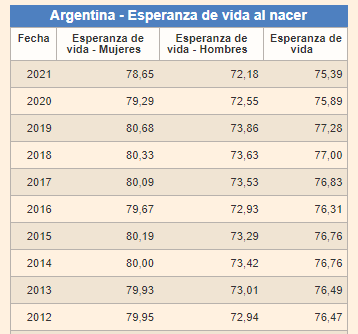 Argentina - Esperanza de vida al nacer
Fecha Esperanza de vida - Mujeres Esperanza de vida - Hombres Esperanza de vida
2021 78,65 72,18 75,39
2020 79,29 72,55 75,89
2019 80,68 73,86 77,28
2018 80,33 73,63 77,00
2017 80,09 73,53 76,83
2016 79,67 72,93 76,31
2015 80,19 73,29 76,76
2014 80,00 73,42 76,76
2013 79,93 73,01 76,49
2012 79,95 72,94 76,47